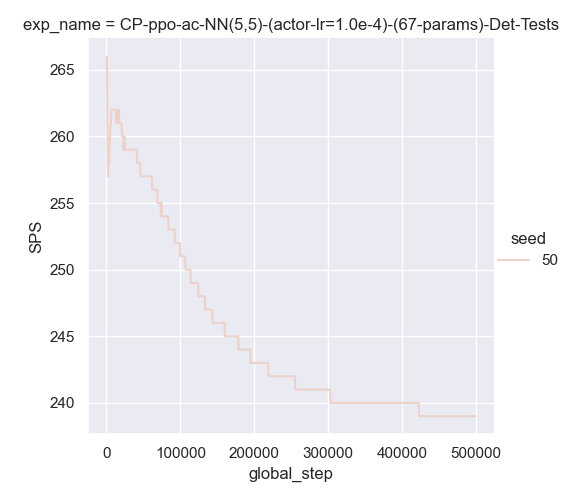 exp_name = CP-ppo-ac-NN(5,5)-(actor-lr=1.0e-4)-(67-params)-Det-Tests
265
260
255
250
245
240
SPS
seed
50
0 100000 200000 300000 400000 500000
global_step